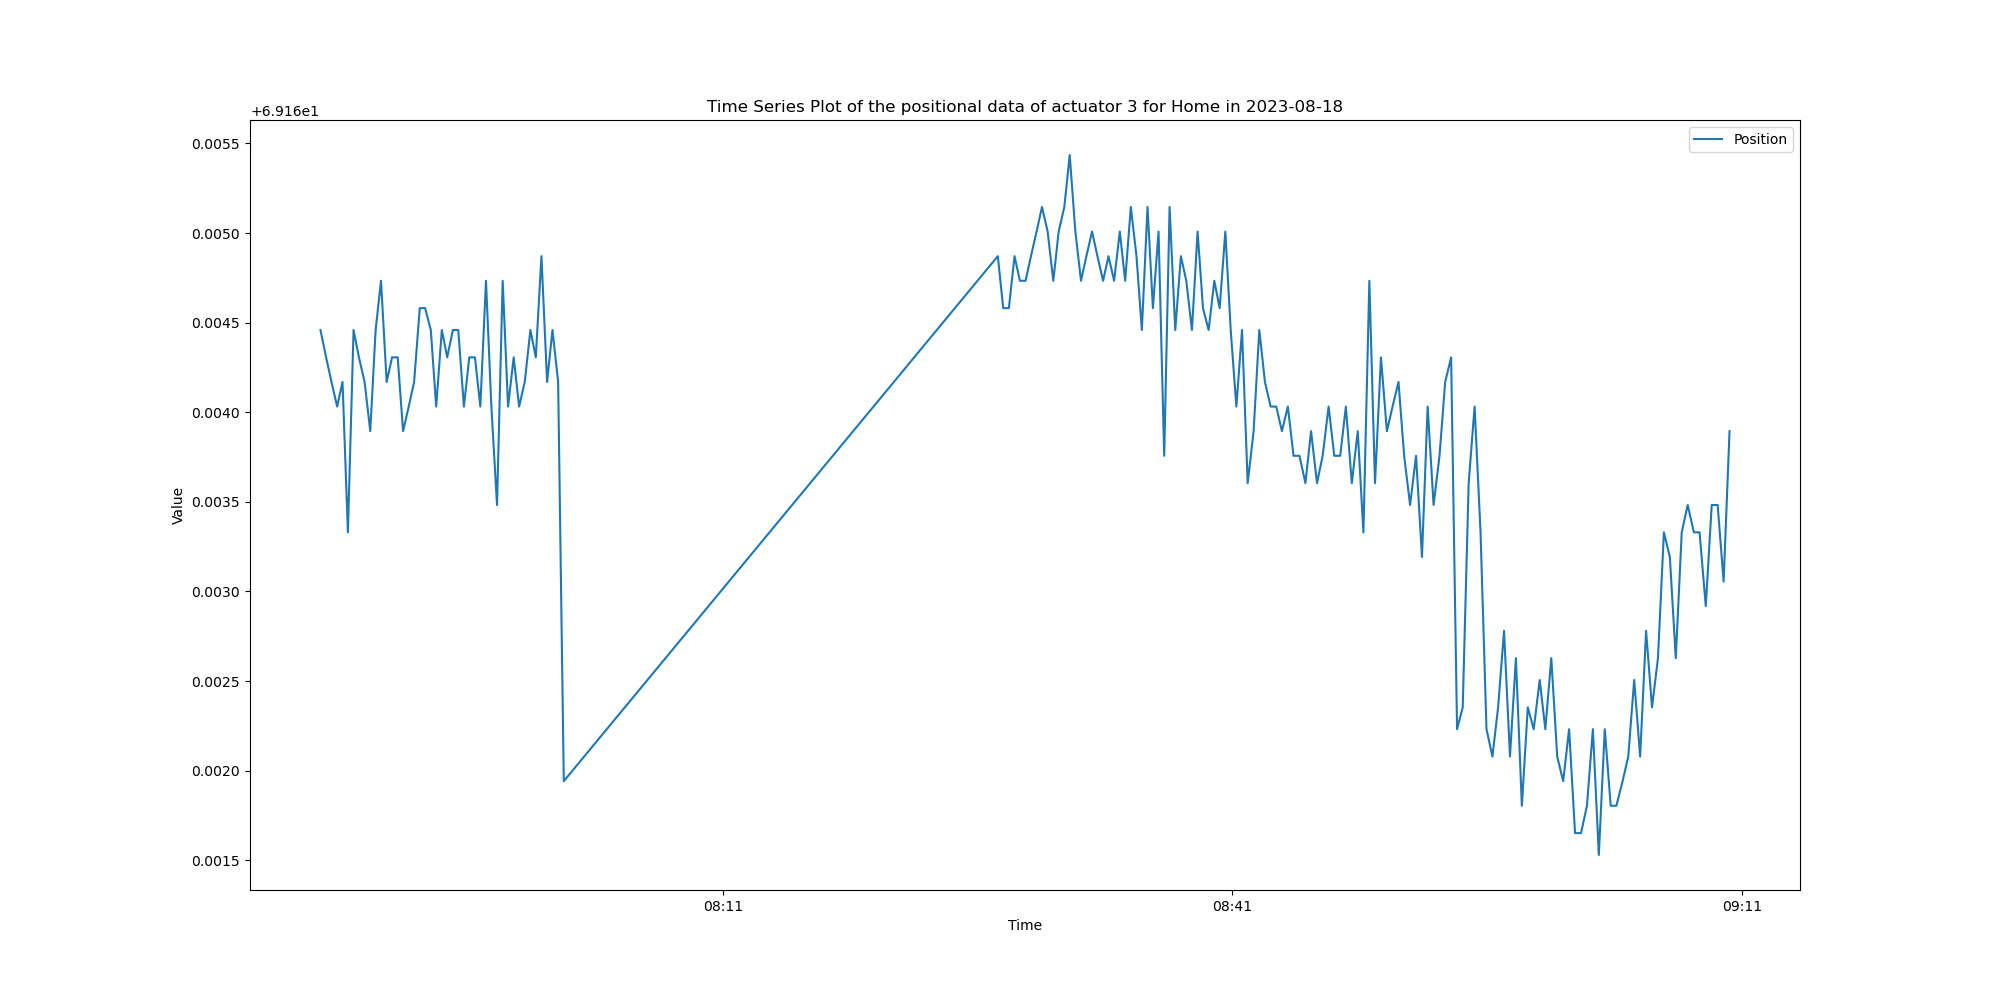 Time Series Plot of the positional data of actuator 3 for Home in 2023-08-18
+6.916e1
Position
0.0055
0.0050
0.0045
0.0040
0.0035
0.0030
0.0025
0.0020
0.0015
Value
08:11 08:41 09:11
Time